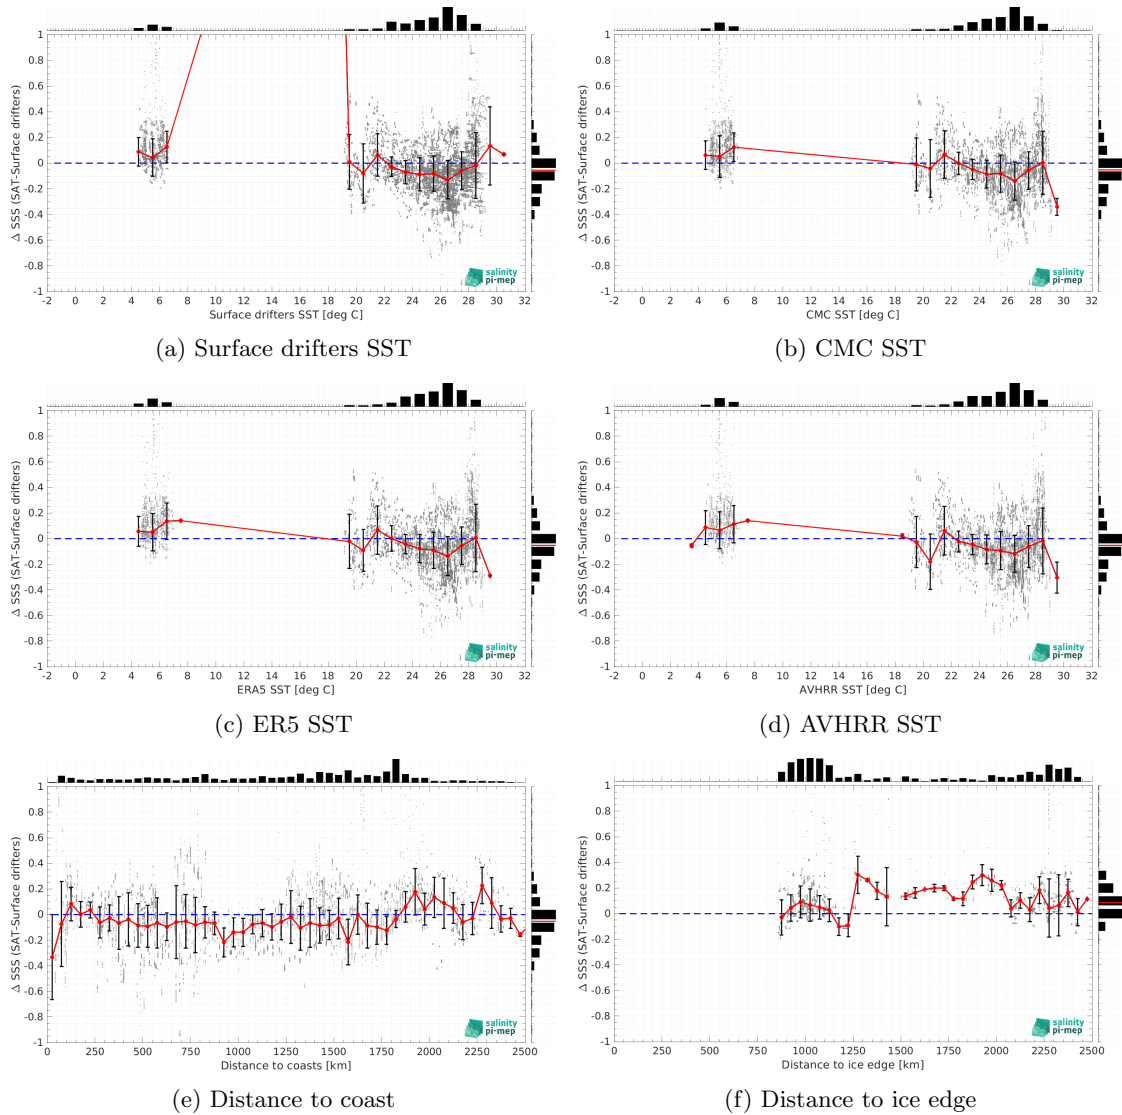 1
0.8
0.6
0.4
0.2
0
-0.2
-0.4
-0.6
-0.8
-1
Δ SSS (SAT-Surface drifters)
salinity
pi-mep
-2 0 2 4 6 8 10 12 14 16 18 20 22 24 26 28 30 32
Surface drifters SST [deg C]
(a) Surface drifters SST
1
0.8
0.6
0.4
0.2
0
-0.2
-0.4
-0.6
-0.8
-1
Δ SSS (SAT-Surface drifters)
salinity
pi-mep
-2 0 2 4 6 8 10 12 14 16 18 20 22 24 26 28 30 32
CMC SST [deg C]
(b) CMC SST
1
0.8
0.6
0.4
0.2
0
-0.2
-0.4
-0.6
-0.8
-1
Δ SSS (SAT-Surface drifters)
salinity
pi-mep
-2 0 2 4 6 8 10 12 14 16 18 20 22 24 26 28 30 32
ERA5 SST [deg C]
(c) ER5 SST
1
0.8
0.6
0.4
0.2
0
-0.2
-0.4
-0.6
-0.8
-1
Δ SSS (SAT-Surface drifters)
salinity
pi-mep
-2 0 2 4 6 8 10 12 14 16 18 20 22 24 26 28 30 32
AVHRR SST [deg C]
(d) AVHRR SST
1
0.8
0.6
0.4
0.2
0
-0.2
-0.4
-0.6
-0.8
-1
Δ SSS (SAT-Surface drifters)
salinity
pi-mep
0 250 500 750 1000 1250 1500 1750 2000 2250 2500
Distance to coasts [km]
(e) Distance to coast
1
0.8
0.6
0.4
0.2
0
-0.2
-0.4
-0.6
-0.8
-1
Δ SSS (SAT-Surface drifters)
salinity
pi-mep
0 250 500 750 1000 1250 1500 1750 2000 2250 2500
Distance to ice edge [km]
(f) Distance to ice edge